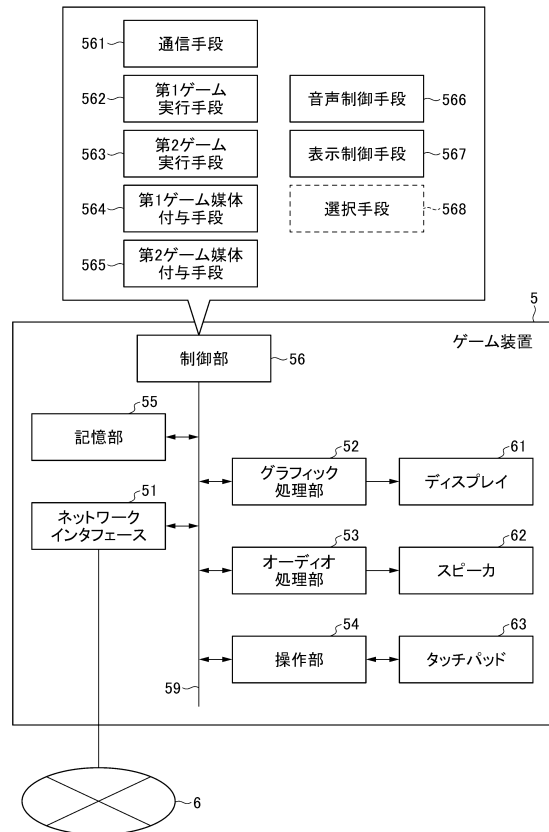 561
通信手段
562
第1ゲーム
実行手段
音声制御手段
566
563
第2ゲーム
実行手段
表示制御手段
567
564
第1ゲーム媒体
付与手段
選択手段
568
565
第2ゲーム媒体
付与手段
5
ゲーム装置
制御部
56
55
記憶部
52
グラフィック
処理部
61
ディスプレイ
51
ネットワーク
インタフェース
53
オーディオ
処理部
62
スピーカ
54
操作部
63
タッチパッド
59
6